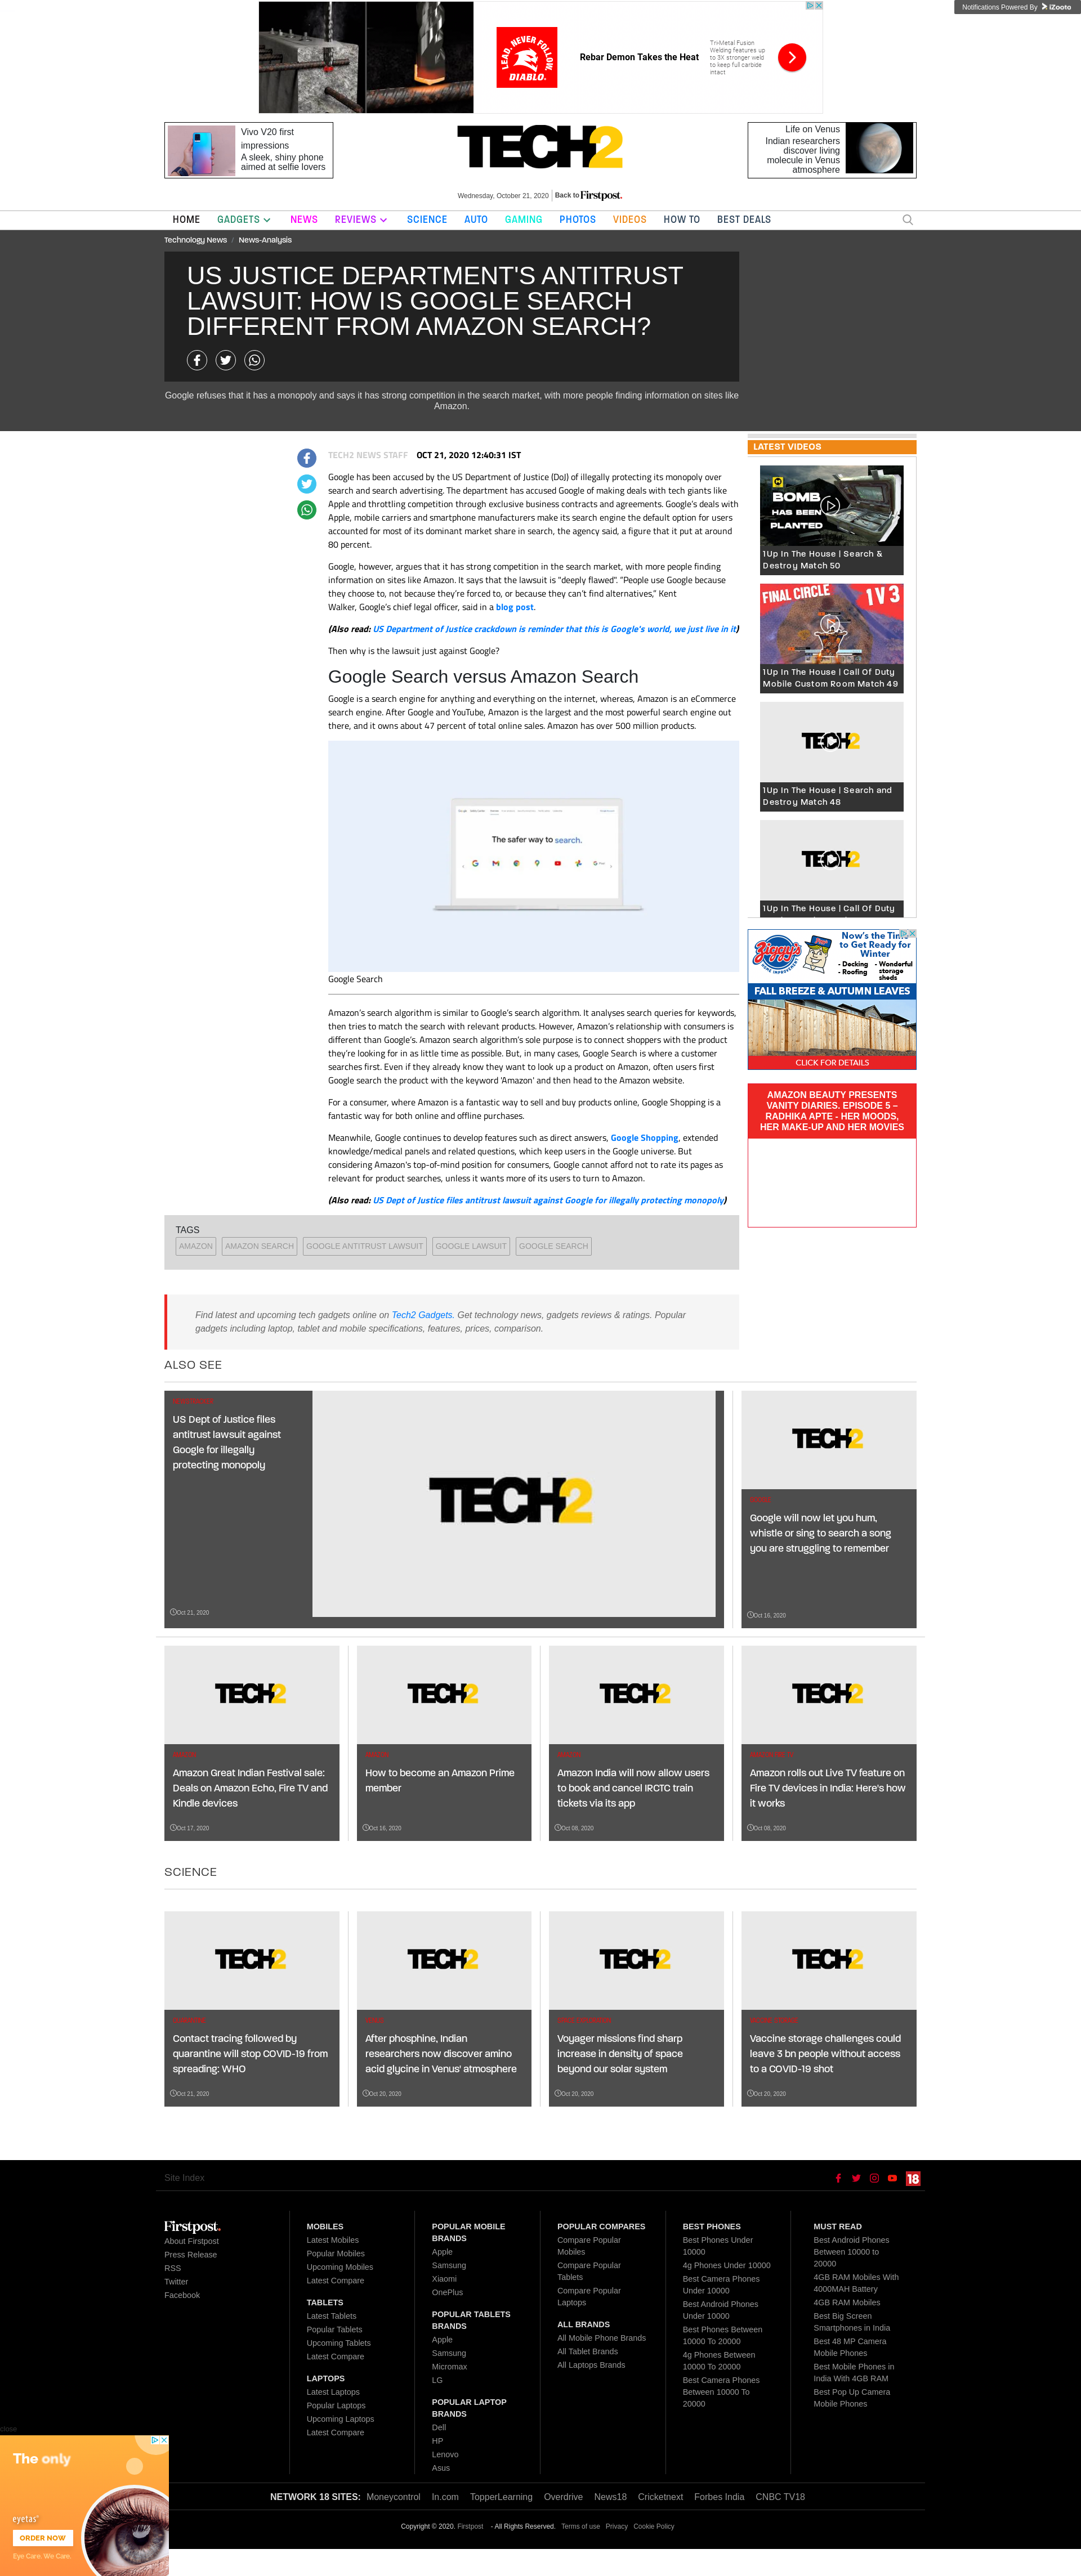 Notifications Powered By iZooto
LEAD, NEVER FOLLOW.
DIABLO.
Rebar Demon Takes the Heat
Tri-Metal Fusion
Welding features up
to 3X stronger weld
to keep full carbide
intact
Vivo V20 first
impressions
A sleek, shiny phone
aimed at selfie lovers
TECH2
Life on Venus
Indian researchers
discover living
molecule in Venus
atmosphere
Wednesday, October 21, 2020 Back to Firstpost.
HOME GADGETS NEWS REVIEWS SCIENCE AUTO GAMING PHOTOS VIDEOS HOW TO BEST DEALS
Technology News / News-Analysis
US JUSTICE DEPARTMENT'S ANTITRUST
LAWSUIT: HOW IS GOOGLE SEARCH
DIFFERENT FROM AMAZON SEARCH?
Google refuses that it has a monopoly and says it has strong competition in the search market, with more people finding information on sites like
Amazon.
TECH2 NEWS STAFF OCT 21, 2020 12:40:31 IST
Google has been accused by the US Department of Justice (DoJ) of illegally protecting its monopoly over
search and search advertising. The department has accused Google of making deals with tech giants like
Apple and throttling competition through exclusive business contracts and agreements. Google's deals with
Apple, mobile carriers and smartphone manufacturers make its search engine the default option for users
accounted for most of its dominant market share in search, the agency said, a figure that it put at around
80 percent.
Google, however, argues that it has strong competition in the search market, with more people finding
information on sites like Amazon. It says that the lawsuit is "deeply flawed". “People use Google because
they choose to, not because they’re forced to, or because they can’t find alternatives,” Kent
Walker, Google’s chief legal officer, said in a blog post.
(Also read: US Department of Justice crackdown is reminder that this is Google's world, we just live in it)
Then why is the lawsuit just against Google?
Google Search versus Amazon Search
Google is a search engine for anything and everything on the internet, whereas, Amazon is an eCommerce
search engine. After Google and YouTube, Amazon is the largest and the most powerful search engine out
there, and it owns about 47 percent of total online sales. Amazon has over 500 million products.
The safer way to search.
Google Search
Amazon’s search algorithm is similar to Google’s search algorithm. It analyses search queries for keywords,
then tries to match the search with relevant products. However, Amazon’s relationship with consumers is
different than Google’s. Amazon search algorithm’s sole purpose is to connect shoppers with the product
they’re looking for in as little time as possible. But, in many cases, Google Search is where a customer
searches first. Even if they already know they want to look up a product on Amazon, often users first
Google search the product with the keyword 'Amazon' and then head to the Amazon website.
For a consumer, where Amazon is a fantastic way to sell and buy products online, Google Shopping is a
fantastic way for both online and offline purchases.
Meanwhile, Google continues to develop features such as direct answers, Google Shopping, extended
knowledge/medical panels and related questions, which keep users in the Google universe. But
considering Amazon's top-of-mind position for consumers, Google cannot afford not to rate its pages as
relevant for product searches, unless it wants more of its users to turn to Amazon.
(Also read: US Dept of Justice files antitrust lawsuit against Google for illegally protecting monopoly)
LATEST VIDEOS
BOMB
HAS BEEN
PLANTED
1Up In The House | Search &
Destroy Match 50
FINAL CIRCLE 1 V 3
1Up In The House | Call Of Duty
Mobile Custom Room Match 49
TECH2
1Up In The House | Search and
Destroy Match 48
TECH2
1Up In The House | Call Of Duty
Ziggy's
HOME IMPROVEMENT
Now's the Time
to Get Ready for
Winter
- Decking - Wonderful
- Roofing storage
sheds
FALL BREEZE & AUTUMN LEAVES
CLICK FOR DETAILS
AMAZON BEAUTY PRESENTS
VANITY DIARIES. EPISODE 5 –
RADHIKA APTE - HER MOODS,
HER MAKE-UP AND HER MOVIES
TAGS
AMAZON AMAZON SEARCH GOOGLE ANTITRUST LAWSUIT GOOGLE LAWSUIT GOOGLE SEARCH
Find latest and upcoming tech gadgets online on Tech2 Gadgets. Get technology news, gadgets reviews & ratings. Popular
gadgets including laptop, tablet and mobile specifications, features, prices, comparison.
ALSO SEE
US Dept of Justice files
antitrust lawsuit against
Google for illegally
protecting monopoly
Oct 21, 2020
TECH2
TECH2
Google will now let you hum,
whistle or sing to search a song
you are struggling to remember
Oct 16, 2020
TECH2
Amazon Great Indian Festival sale:
Deals on Amazon Echo, Fire TV and
Kindle devices
Oct 17, 2020
TECH2
How to become an Amazon Prime
member
Oct 16, 2020
TECH2
Amazon India will now allow users
to book and cancel IRCTC train
tickets via its app
Oct 08, 2020
TECH2
Amazon rolls out Live TV feature on
Fire TV devices in India: Here's how
it works
Oct 08, 2020
SCIENCE
TECH2
Contact tracing followed by
quarantine will stop COVID-19 from
spreading: WHO
Oct 21, 2020
TECH2
After phosphine, Indian
researchers now discover amino
acid glycine in Venus' atmosphere
Oct 20, 2020
TECH2
Voyager missions find sharp
increase in density of space
beyond our solar system
Oct 20, 2020
TECH2
Vaccine storage challenges could
leave 3 bn people without access
to a COVID-19 shot
Oct 20, 2020
Site Index
18
Firstpost.
About Firstpost
Press Release
RSS
Twitter
Facebook
MOBILES
Latest Mobiles
Popular Mobiles
Upcoming Mobiles
Latest Compare
TABLETS
Latest Tablets
Popular Tablets
Upcoming Tablets
Latest Compare
LAPTOPS
Latest Laptops
Popular Laptops
Upcoming Laptops
Latest Compare
POPULAR MOBILE
BRANDS
Apple
Samsung
Xiaomi
OnePlus
POPULAR TABLETS
BRANDS
Apple
Samsung
Micromax
LG
POPULAR LAPTOP
BRANDS
Dell
HP
Lenovo
Asus
POPULAR COMPARES
Compare Popular
Mobiles
Compare Popular
Tablets
Compare Popular
Laptops
ALL BRANDS
All Mobile Phone Brands
All Tablet Brands
All Laptops Brands
BEST PHONES
Best Phones Under
10000
4g Phones Under 10000
Best Camera Phones
Under 10000
Best Android Phones
Under 10000
Best Phones Between
10000 To 20000
4g Phones Between
10000 To 20000
Best Camera Phones
Between 10000 To
20000
MUST READ
Best Android Phones
Between 10000 to
20000
4GB RAM Mobiles With
4000MAH Battery
4GB RAM Mobiles
Best Big Screen
Smartphones in India
Best 48 MP Camera
Mobile Phones
Best Mobile Phones in
India With 4GB RAM
Best Pop Up Camera
Mobile Phones
close
The only
eyetas
ORDER NOW
Eye Care. We Care.
NETWORK 18 SITES: Moneycontrol In.com TopperLearning Overdrive News18 Cricketnext Forbes India CNBC TV18
Copyright © 2020. Firstpost - All Rights Reserved. Terms of use Privacy Cookie Policy